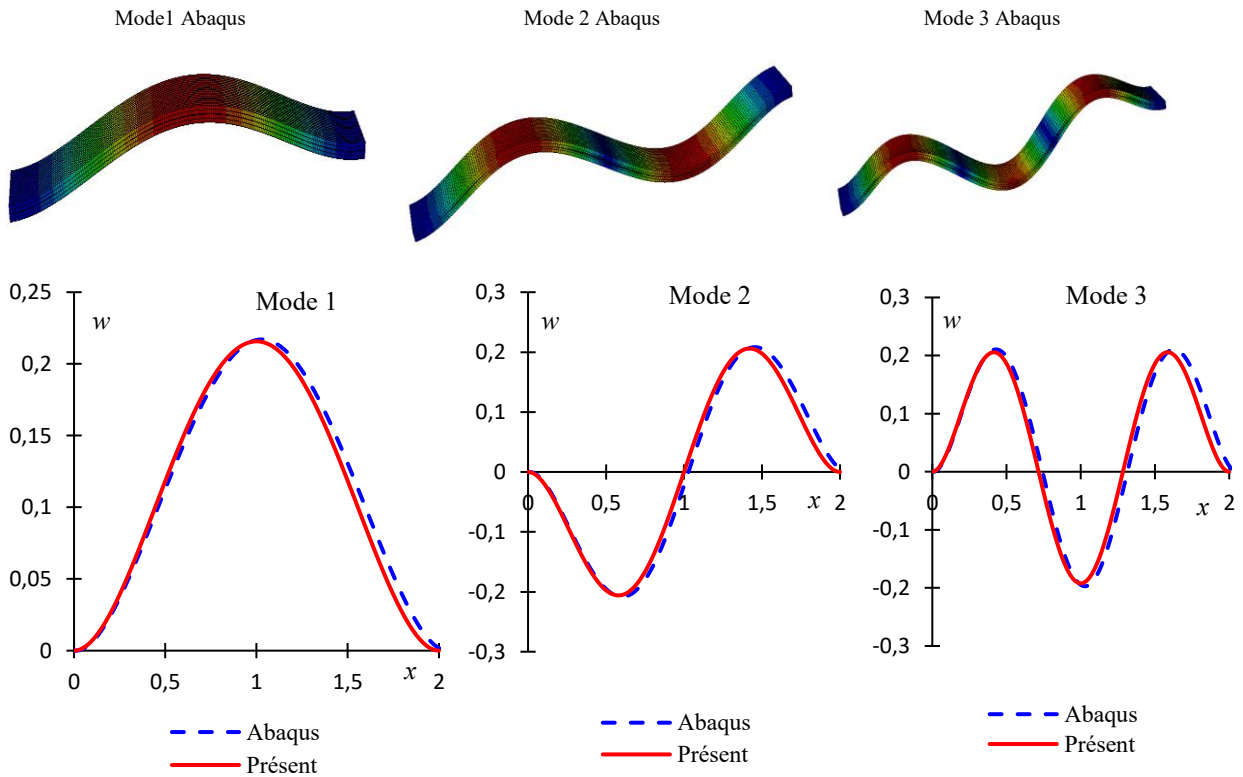 Mode1 Abaqus
Mode 2 Abaqus
Mode 3 Abaqus
Mode 1
w
0,25
0,2
0,15
0,1
0,05
0
0
0,5
1
1,5
2
x
Abaqus
Présent
Mode 2
w
0,3
0,2
0,1
0
-0,1
-0,2
-0,3
0
0,5
1
1,5
2
x
Abaqus
Présent
Mode 3
w
0,3
0,2
0,1
0
-0,1
-0,2
-0,3
0
0,5
1
1,5
2
x
Abaqus
Présent